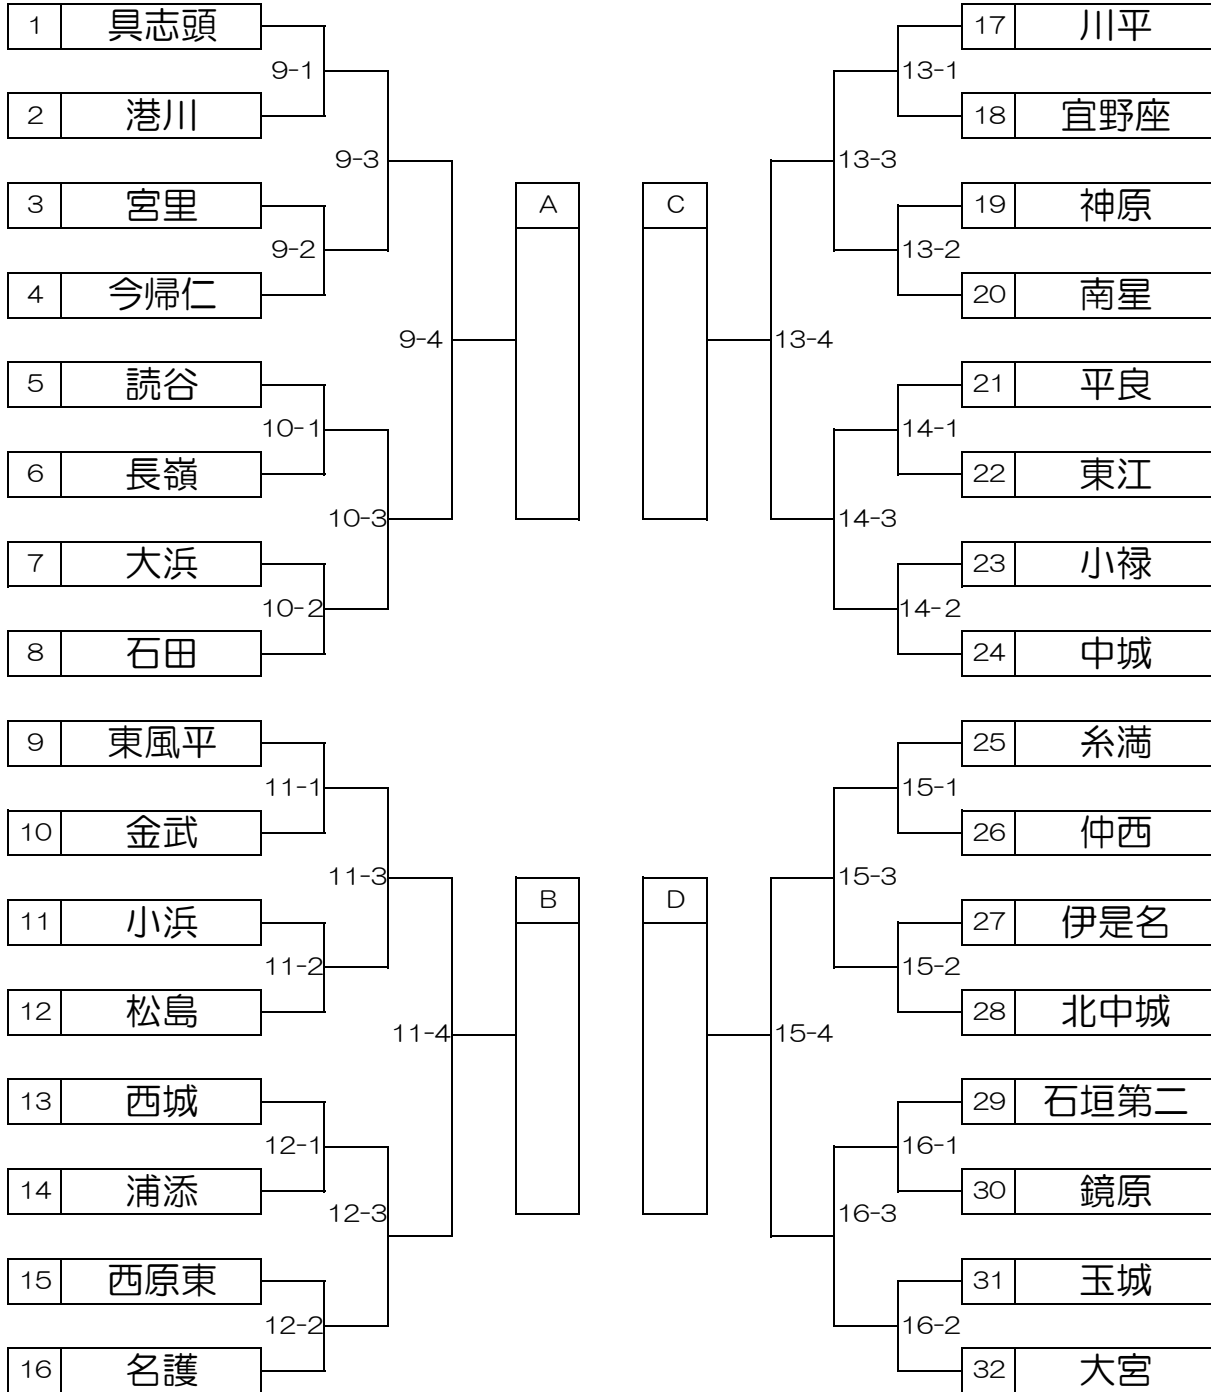 1 具志頭
9-1
2 港川
9-3
3 宮里
9-2
4 今帰仁
9-4
5 読谷
10-1
6 長嶺
10-3
7 大浜
10-2
8 石田
A
9 東風平
11-1
10 金武
11-3
11 小浜
11-2
12 松島
11-4
13 西城
12-1
14 浦添
12-3
15 西原東
12-2
16 名護
B
C
17 川平
13-1
18 宜野座
13-3
19 神原
13-2
20 南星
13-4
21 平良
14-1
22 東江
14-3
23 小禄
14-2
24 中城
D
25 糸満
15-1
26 仲西
15-3
27 伊是名
15-2
28 北中城
15-4
29 石垣第二
16-1
30 鏡原
16-3
31 玉城
16-2
32 大宮